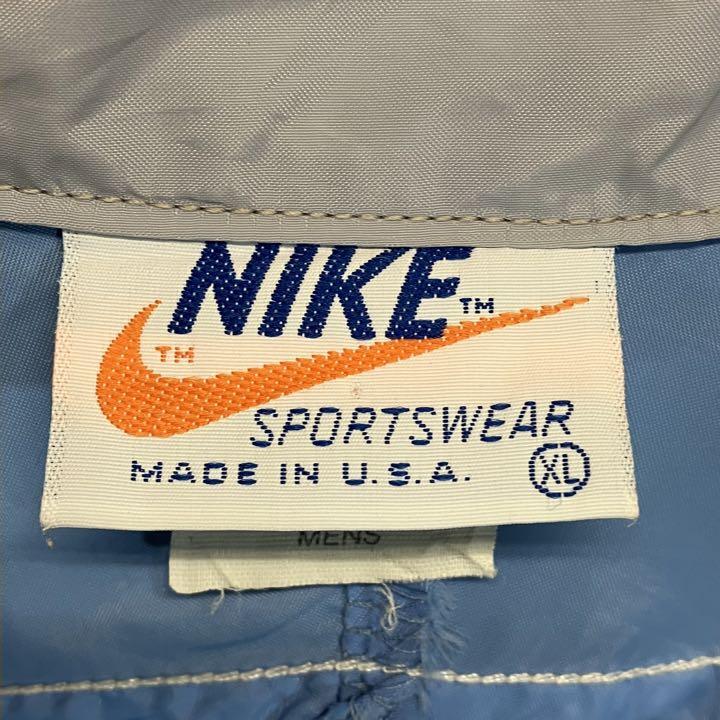 NIKE™
™
SPORTSWEAR
MADE IN U.S.A. XL
MENS